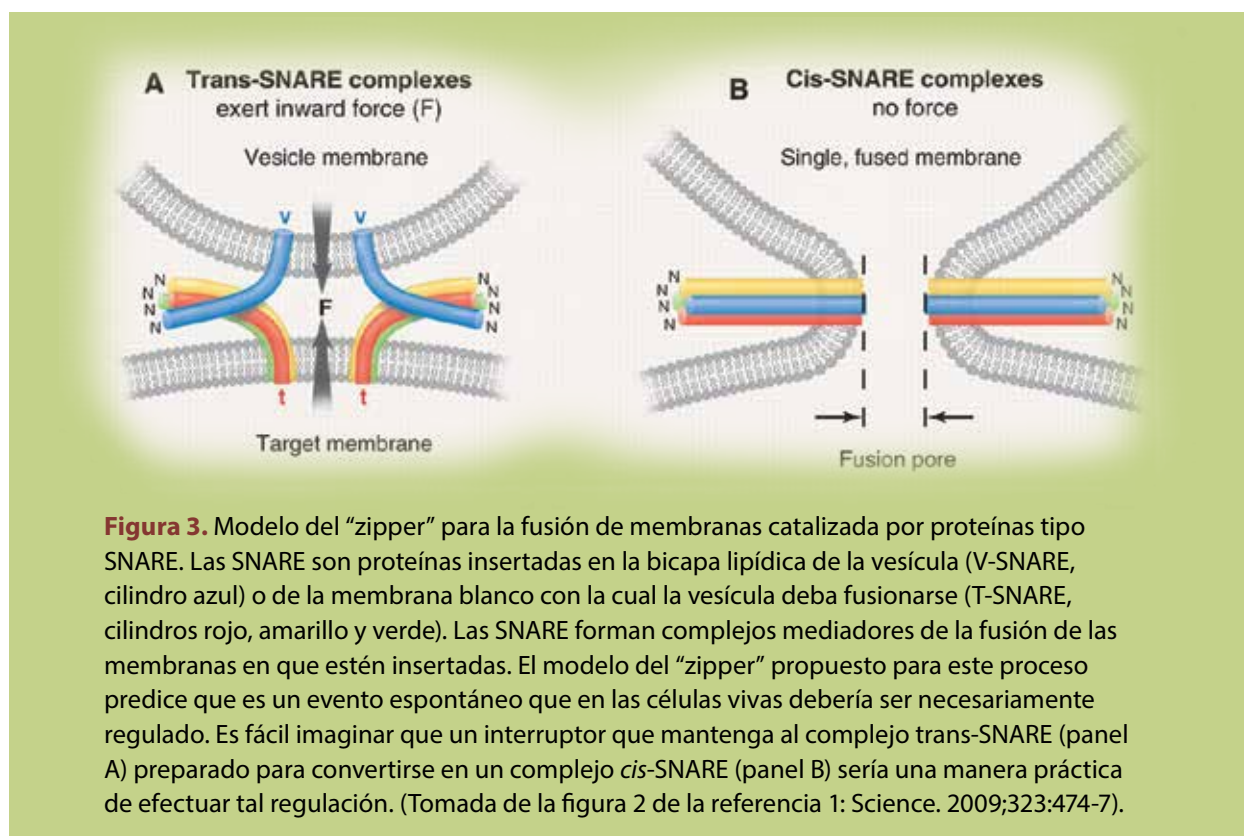 A Trans-SNARE complexes
exert inward force (F)
Vesicle membrane
v v
N N
N N
N N
N N
F
t t
Target membrane
B Cis-SNARE complexes
no force
Single, fused membrane
N N
N N
N N
N N
Fusion pore
Figura 3. Modelo del “zipper” para la fusión de membranas catalizada por proteínas tipo
SNARE. Las SNARE son proteínas insertadas en la bicapa lipídica de la vesícula (V-SNARE,
cilindro azul) o de la membrana blanco con la cual la vesícula deba fusionarse (T-SNARE,
cilindros rojo, amarillo y verde). Las SNARE forman complejos mediadores de la fusión de las
membranas en que estén insertadas. El modelo del “zipper” propuesto para este proceso
predice que es un evento espontáneo que en las células vivas debería ser necesariamente
regulado. Es fácil imaginar que un interruptor que mantenga al complejo trans-SNARE (panel
A) preparado para convertirse en un complejo cis-SNARE (panel B) sería una manera práctica
de efectuar tal regulación. (Tomada de la figura 2 de la referencia 1: Science. 2009;323:474-7).